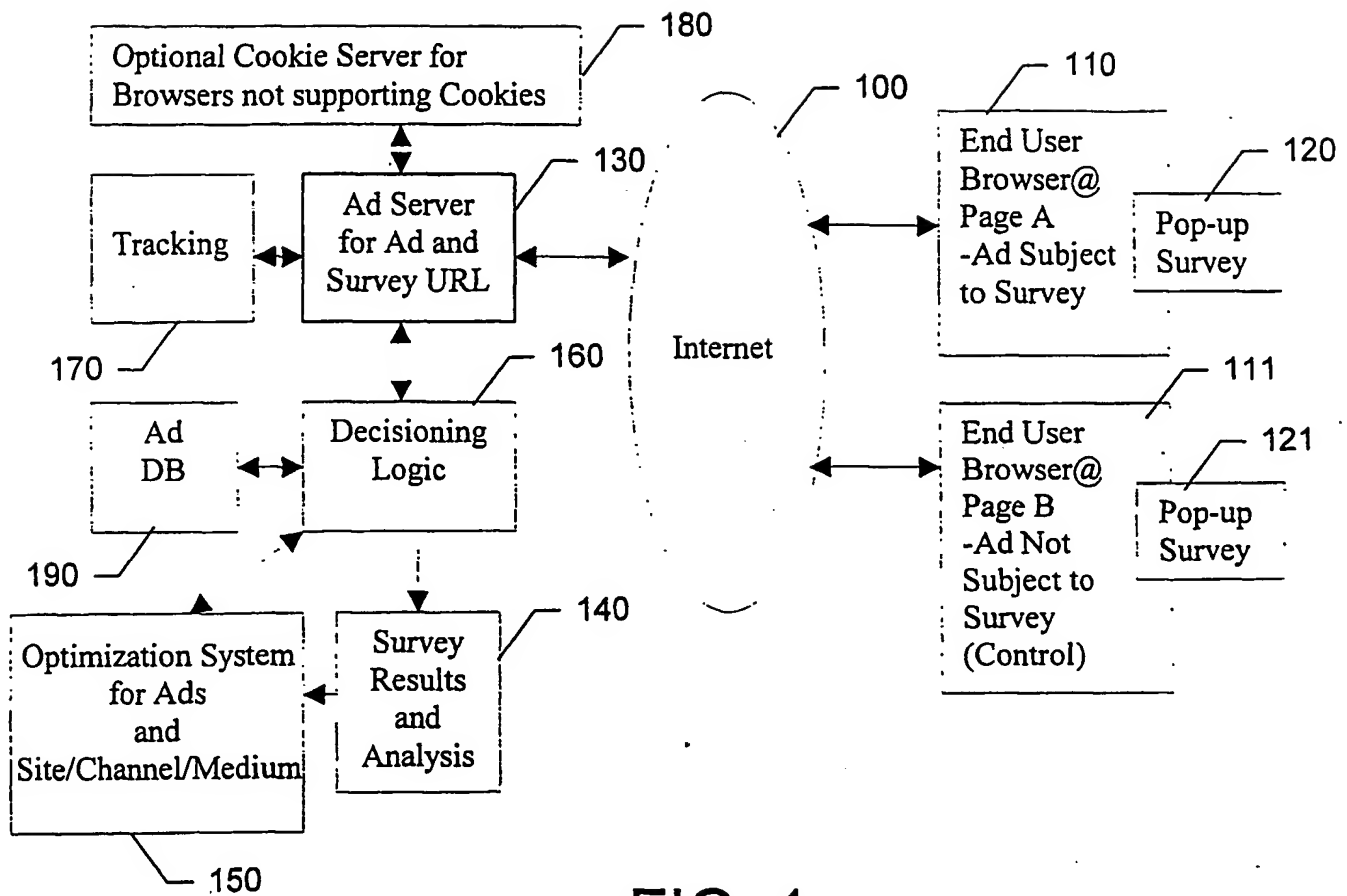 180
Optional Cookie Server for
Browsers not supporting Cookies
130
Ad Server
for Ad and
Survey URL
Tracking
170
160
Ad
DB
Decisioning
Logic
190
140
Optimization System
for Ads
and
Site/Channel/Medium
Survey
Results
and
Analysis
150
100
Internet
110
End User
Browser@
Page A
-Ad Subject
to Survey
120
Pop-up
Survey
111
End User
Browser@
Page B
-Ad Not
Subject to
Survey
(Control)
121
Pop-up
Survey